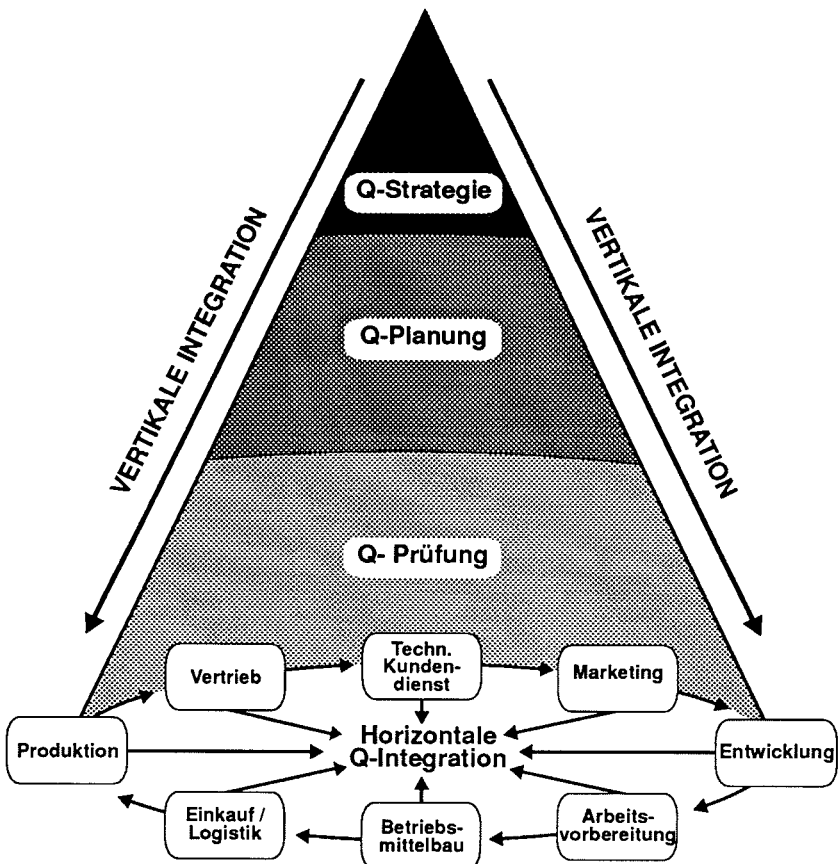 Q-Strategie
VERTIKALE INTEGRATION
VERTIKALE INTEGRATION
Q-Planung
Q- Prüfung
Vertrieb
Techn.
Kunden-
dienst
Marketing
Produktion
Horizontale
Q-Integration
Entwicklung
Einkauf /
Logistik
Betriebs-
mittelbau
Arbeits-
vorbereitung